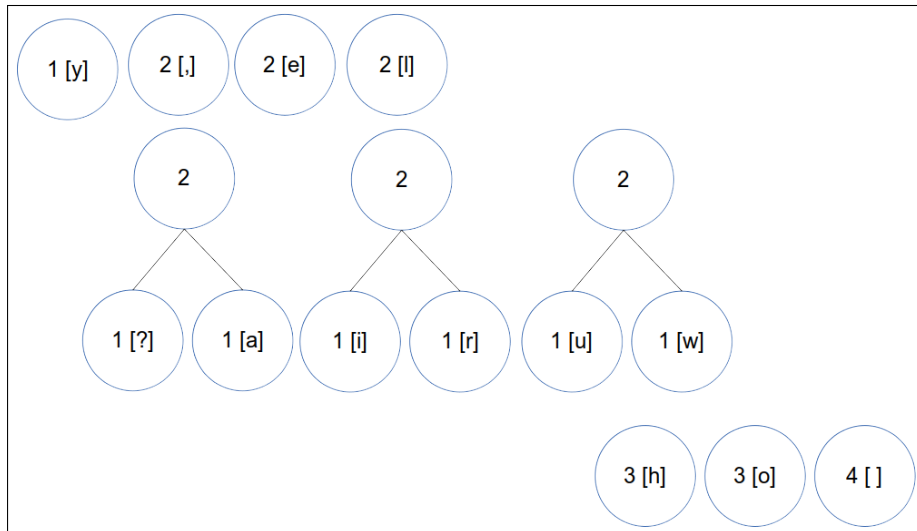 1 [y] 2 [,] 2 [e] 2 [l]
2 2 2
1 [?] 1 [a] 1 [i] 1 [r] 1 [u] 1 [w]
3 [h] 3 [o] 4 [ ]